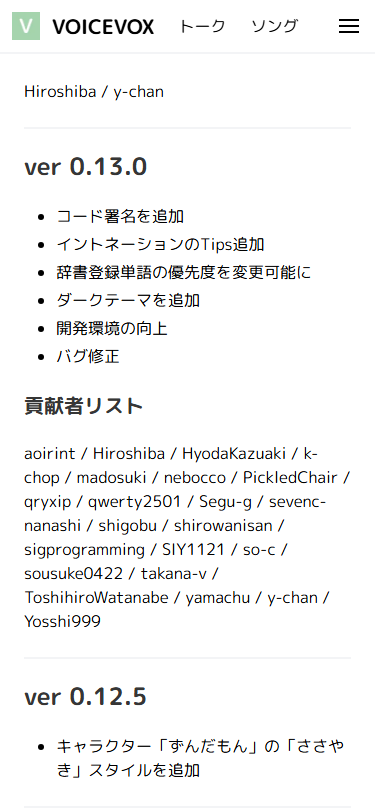 V VOICEVOX トーク ソング
Hiroshiba / y-chan
ver 0.13.0
• コード署名を追加
• イントネーションのTips追加
• 辞書登録単語の優先度を変更可能に
• ダークテーマを追加
• 開発環境の向上
• バグ修正
貢献者リスト
aoirint / Hiroshiba / HyodaKazuaki / k-
chop / madosuki / nebocco / PickledChair /
qryxip / qwerty2501 / Segu-g / sevenc-
nanashi / shigobu / shirowanisan /
sigprogramming / SIY1121 / so-c /
sousuke0422 / takana-v /
ToshihiroWatanabe / yamachu / y-chan /
Yosshi999
ver 0.12.5
• キャラクター「ずんだもん」の「ささや
き」スタイルを追加